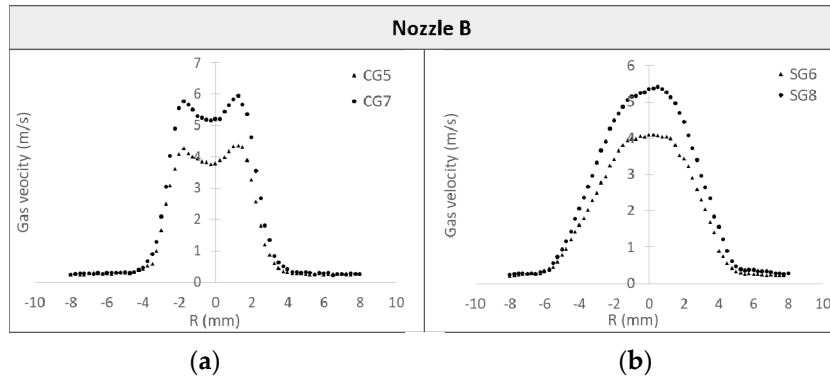 Nozzle B
7
6
5
4
3
2
1
0
-10 -8 -6 -4 -2 0 2 4 6 8 10
Gas veocity (m/s)
R (mm)
CG5
CG7
(a)
6
5
4
3
2
1
0
-10 -8 -6 -4 -2 0 2 4 6 8 10
Gas velocity (m/s)
R (mm)
SG6
SG8
(b)